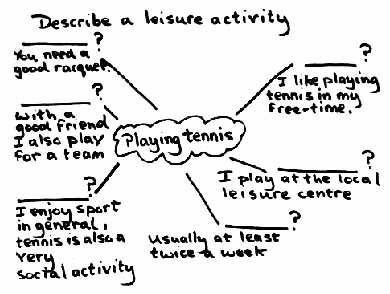 Describe a leisure activity
?
You need a
good racquet.
?
I like playing
tennis in my
free-time.
?
With a
good friend
I also play
for a team
Playing tennis
?
I play at the local
leisure centre
?
I enjoy sport
in general,
tennis is also a
very
social activity
?
Usually at least
twice a week